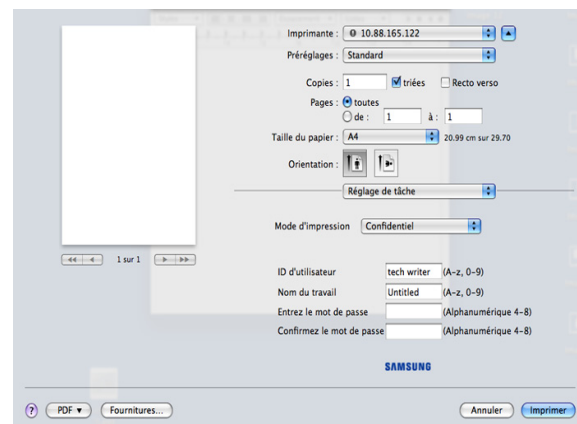 Imprimante : 10.88.165.122
Préréglages : Standard
Copies : 1 triées Recto verso
Pages : toutes
de : 1 à : 1
Taille du papier : A4 20.99 cm sur 29.70
Orientation :
Réglage de tâche
Mode d'impression Confidentiel
1 sur 1
ID d'utilisateur tech writer (A-z, 0-9)
Nom du travail Untitled (A-z, 0-9)
Entrez le mot de passe (Alphanumérique 4-8)
Confirmez le mot de passe (Alphanumérique 4-8)
SAMSUNG
? PDF Fournitures... Annuler Imprimer